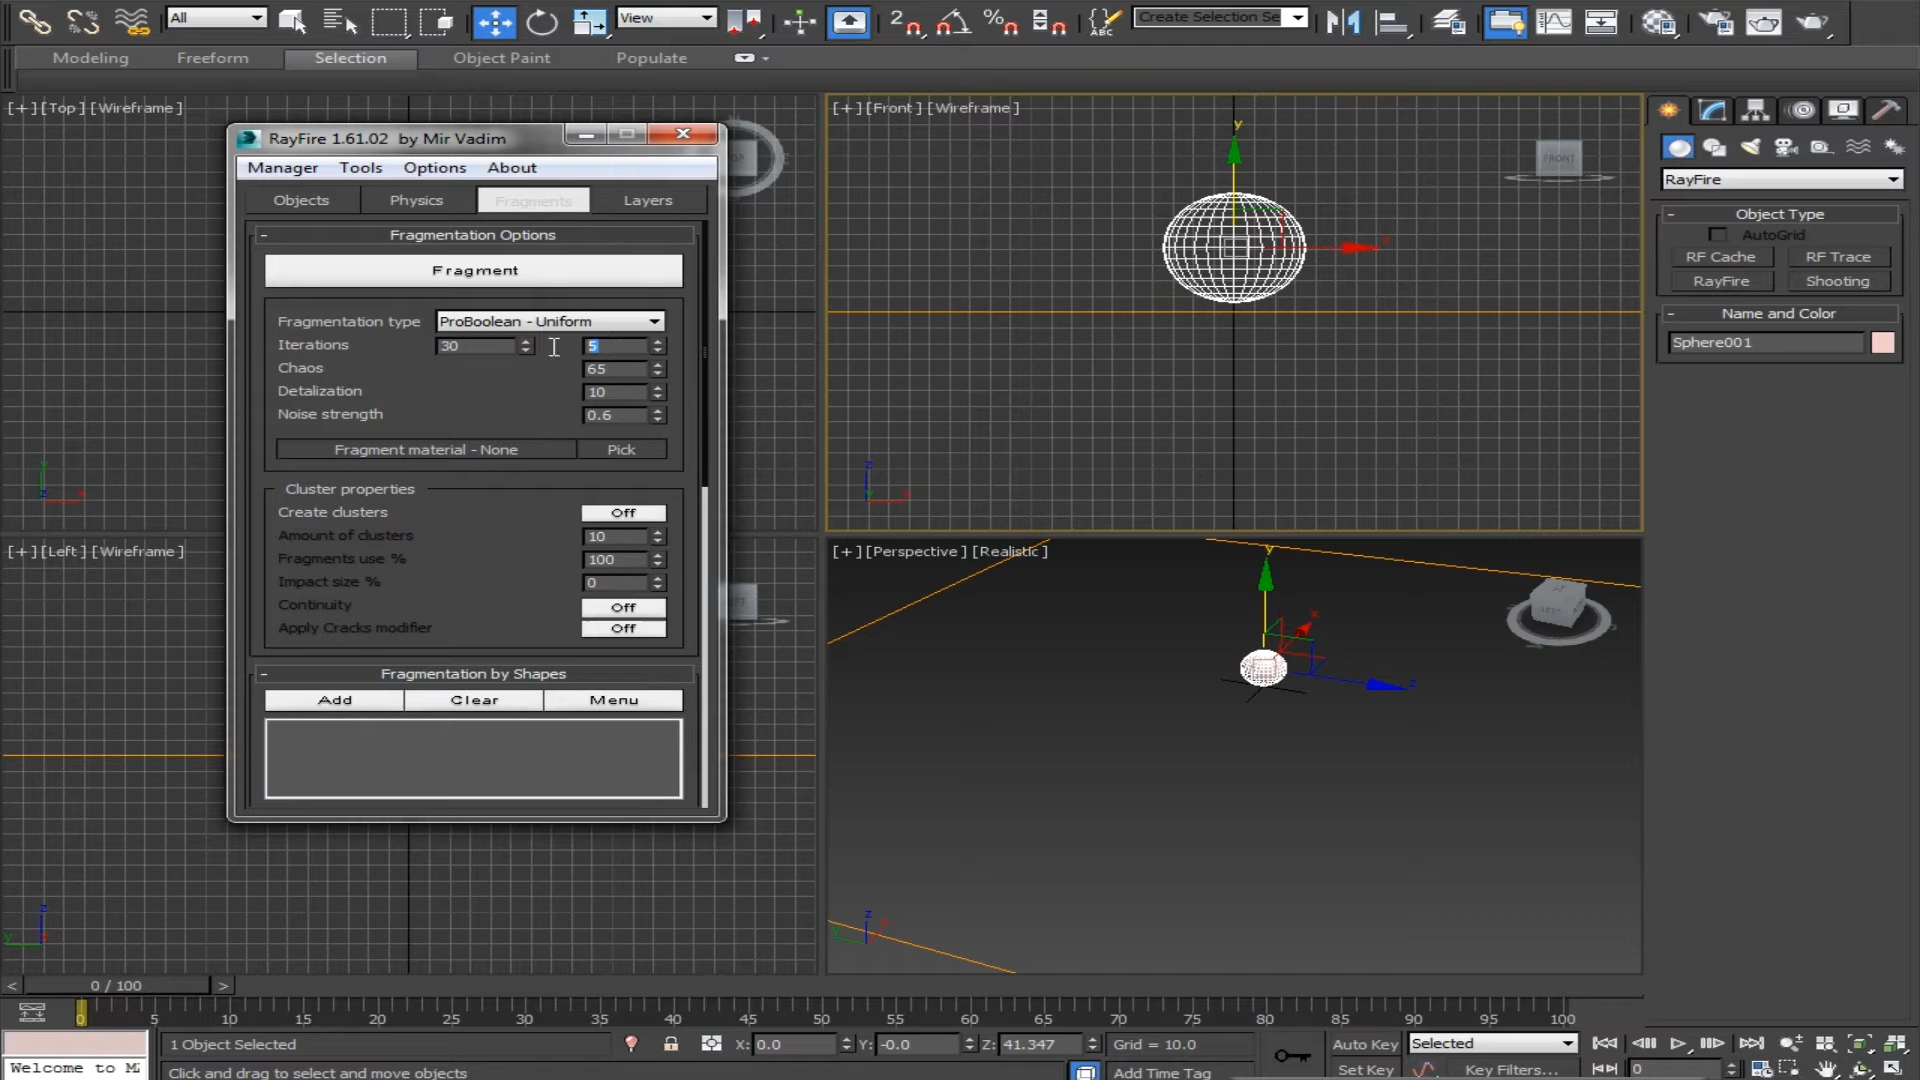 All
View
Create Selection Se
Modeling Freeform Selection Object Paint Populate
[+] [Top] [Wireframe]
[+] [Front] [Wireframe]
RayFire 1.61.02 by Mir Vadim
Manager Tools Options About
Objects Physics Fragments Layers
Fragmentation Options
Fragment
Fragmentation type ProBoolean - Uniform
Iterations 30 5
Chaos 65
Detalization 10
Noise strength 0.6
Fragment material - None Pick
Cluster properties
Create clusters Off
Amount of clusters 10
Fragments use % 100
Impact size % 0
Continuity Off
Apply Cracks modifier Off
Fragmentation by Shapes
Add Clear Menu
FRONT
RayFire
Object Type
AutoGrid
RF Cache RF Trace
RayFire Shooting
Name and Color
Sphere001
[+] [Left] [Wireframe]
[+] [Perspective] [Realistic]
< 0 / 100 >
0 5 10 15 20 25 30 35 40 45 50 55 60 65 70 75 80 85 90 95 100
1 Object Selected X: 0.0 Y: -0.0 Z: 41.347 Grid = 10.0 Auto Key Selected
Welcome to MA Click and drag to select and move objects Add Time Tag Set Key Key Filters... 0